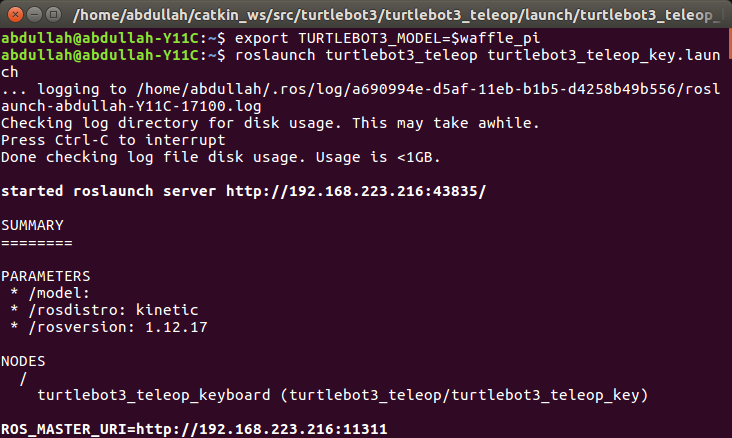 /home/abdullah/catkin_ws/src/turtlebot3/turtlebot3_teleop/launch/turtlebot3_teleop_
abdullah@abdullah-Y11C:~$ export TURTLEBOT3_MODEL=$waffle_pi
abdullah@abdullah-Y11C:~$ roslaunch turtlebot3_teleop turtlebot3_teleop_key.laun
ch
... logging to /home/abdullah/.ros/log/a690994e-d5af-11eb-b1b5-d4258b49b556/rosl
aunch-abdullah-Y11C-17100.log
Checking log directory for disk usage. This may take awhile.
Press Ctrl-C to interrupt
Done checking log file disk usage. Usage is <1GB.
started roslaunch server http://192.168.223.216:43835/
SUMMARY
========
PARAMETERS
 * /model:
 * /rosdistro: kinetic
 * /rosversion: 1.12.17
NODES
  /
    turtlebot3_teleop_keyboard (turtlebot3_teleop/turtlebot3_teleop_key)
ROS_MASTER_URI=http://192.168.223.216:11311